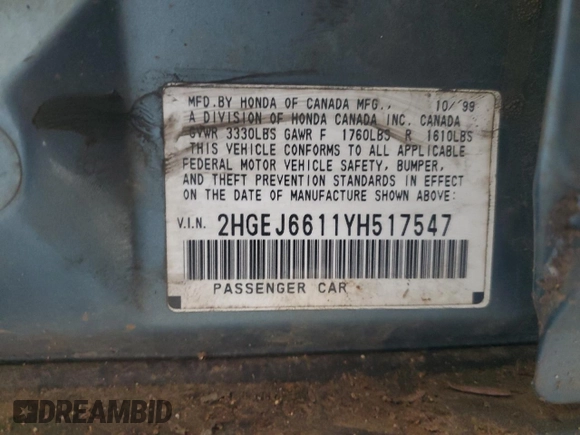 MFD. BY HONDA OF CANADA MFG., 10/ 99
A DIVISION OF HONDA CANADA INC. CANADA
GVWR 3330LBS GAWR F 1760LBS R 1610LBS
THIS VEHICLE CONFORMS TO ALL APPLICABLE
FEDERAL MOTOR VEHICLE SAFETY, BUMPER,
AND THEFT PREVENTION STANDARDS IN EFFECT
ON THE DATE OF MANUFACTURE SHOWN ABOVE:
V.I.N. 2HGEJ6611YH517547
PASSENGER CAR
DREAMBID